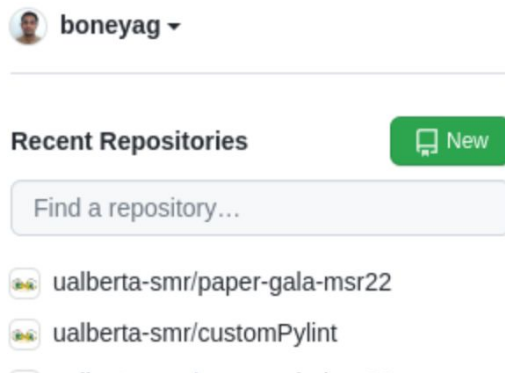 boneyag
Recent Repositories
New
Find a repository…
ualberta-smr/paper-gala-msr22
ualberta-smr/customPylint